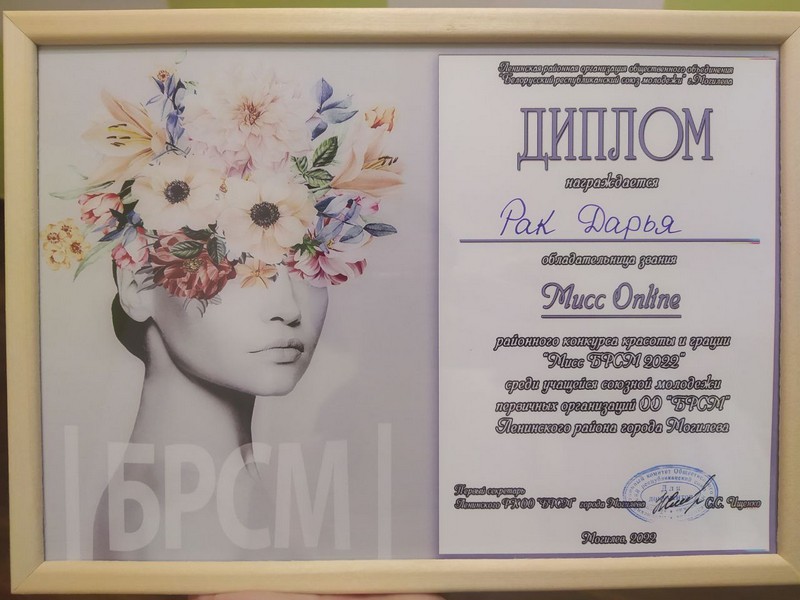 Ленинская районная организация общественного объединения
"Белорусский республиканский союз молодежи" г.Могилева
ДИПЛОМ
награждается
Рак Дарья
обладательница звания
Мисс Online
районного конкурса красоты и грации
"Мисс БРСМ 2022"
среди учащейся союзной молодежи
первичных организаций ОО "БРСМ"
Ленинского района города Могилева
Первый секретарь
Ленинского РК ОО "БРСМ" города Могилева С.С. Ищенко
Могилев, 2022
БРСМ